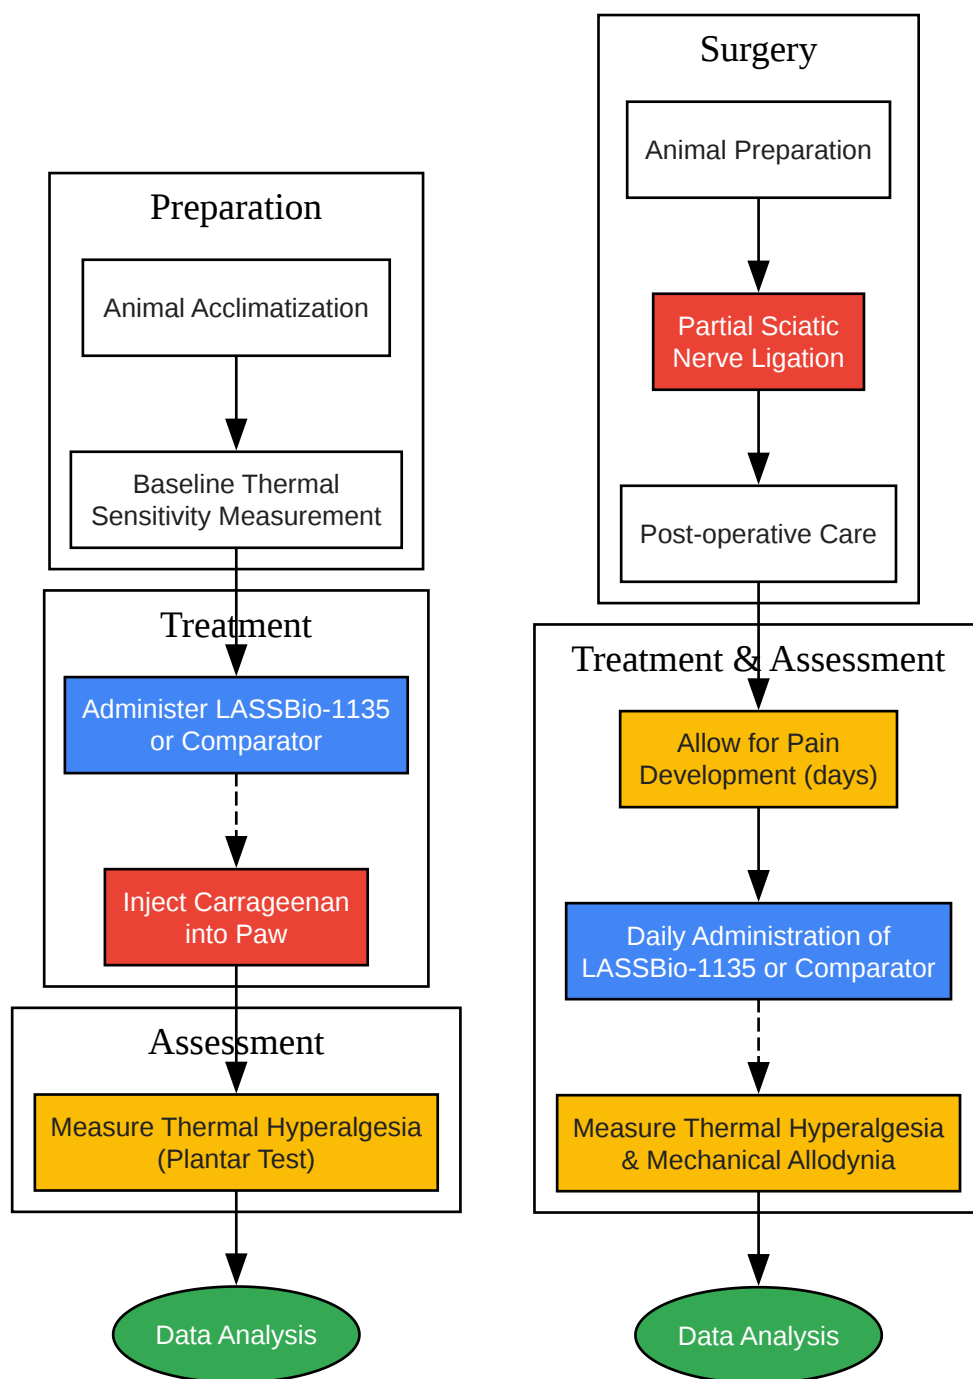 Preparation
Animal Acclimatization
Baseline Thermal
Sensitivity Measurement
Treatment
Administer LASSBio-1135
or Comparator
Inject Carrageenan
into Paw
Assessment
Measure Thermal Hyperalgesia
(Plantar Test)
Data Analysis
Surgery
Animal Preparation
Partial Sciatic
Nerve Ligation
Post-operative Care
Treatment & Assessment
Allow for Pain
Development (days)
Daily Administration of
LASSBio-1135 or Comparator
Measure Thermal Hyperalgesia
& Mechanical Allodynia
Data Analysis